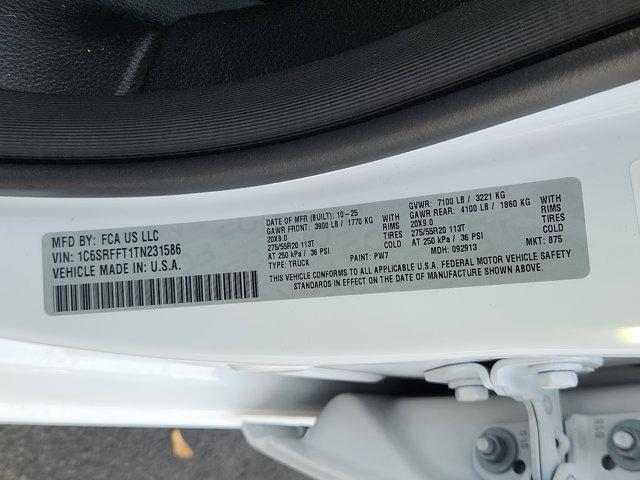 MFD BY: FCA US LLC
VIN: 1C6SRFFT1TN231586
VEHICLE MADE IN U.S.A.
DATE OF MFR (BUILT): 10-25 GVWR: 7100 LB / 3221 KG
GAWR FRONT: 3900 LB / 1770 KG WITH GAWR REAR: 4100 LB / 1860 KG WITH
20X9.0 RIMS 20X9.0 RIMS
275/55R20 113T TIRES 275/55R20 113T TIRES
AT 250 kPa / 36 PSI COLD AT 250 kPa / 36 PSI COLD
TYPE: TRUCK PAINT: PW7 MDH: 092913 MKT: 875
THIS VEHICLE CONFORMS TO ALL APPLICABLE U.S.A. FEDERAL MOTOR VEHICLE SAFETY
STANDARDS IN EFFECT ON THE DATE OF MANUFACTURE SHOWN ABOVE.